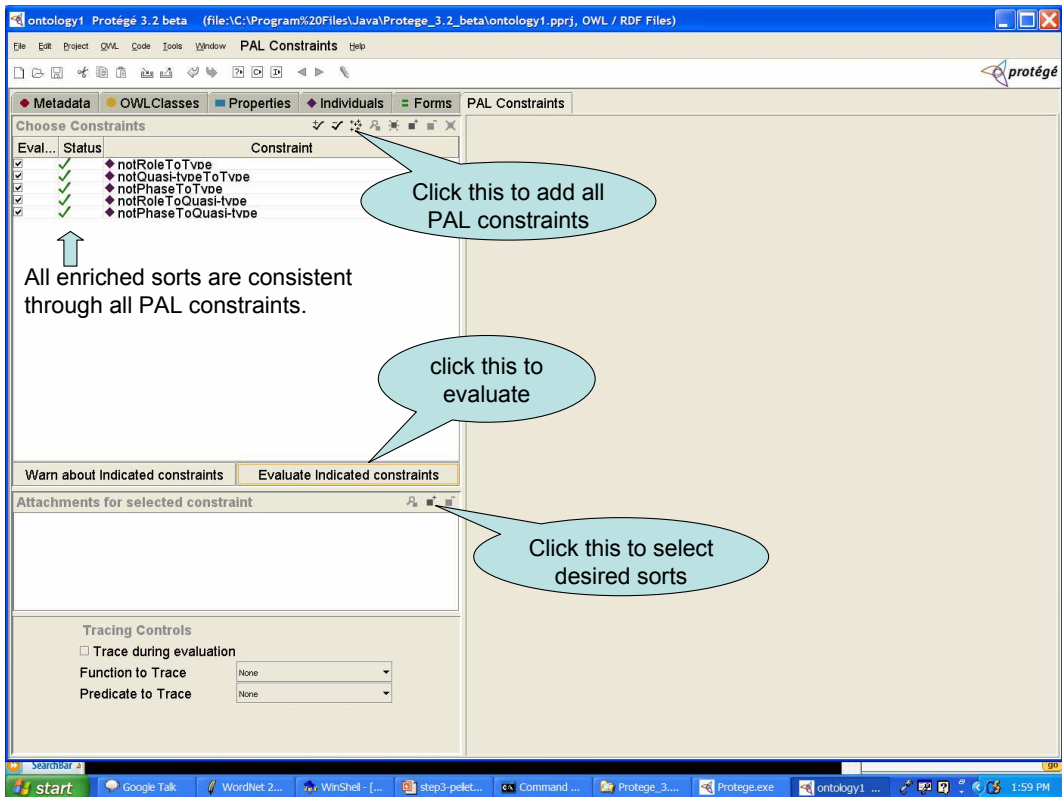 ontology1 Protégé 3.2 beta (file:\C:\Program%20Files\Java\Protege_3.2_beta\ontology1.pprj, OWL / RDF Files)
File Edit Project OWL Code Tools Window PAL Constraints Help
protégé
Metadata OWLClasses Properties Individuals Forms PAL Constraints
Choose Constraints
Eval... Status Constraint
notRoleToType
notQuasi-typeToType
notPhaseToType
notRoleToQuasi-type
notPhaseToQuasi-type
Click this to add all
PAL constraints
All enriched sorts are consistent
through all PAL constraints.
click this to
evaluate
Warn about Indicated constraints Evaluate Indicated constraints
Attachments for selected constraint
Click this to select
desired sorts
Tracing Controls
Trace during evaluation
Function to Trace None
Predicate to Trace None
SearchBar go
start Google Talk WordNet 2... WinShell - [... step3-pellet... Command ... Protege_3.... Protege.exe ontology1 ... 1:59 PM